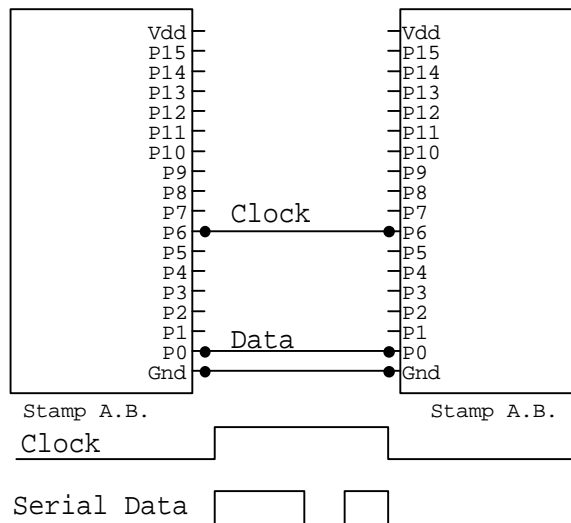 Vdd Vdd
P15 P15
P14 P14
P13 P13
P12 P12
P11 P11
P10 P10
P9 P9
P8 P8
P7 P7
Clock
P6 P6
P5 P5
P4 P4
P3 P3
P2 P2
P1 P1
Data
P0 P0
Gnd Gnd
Stamp A.B. Stamp A.B.
Clock
Serial Data